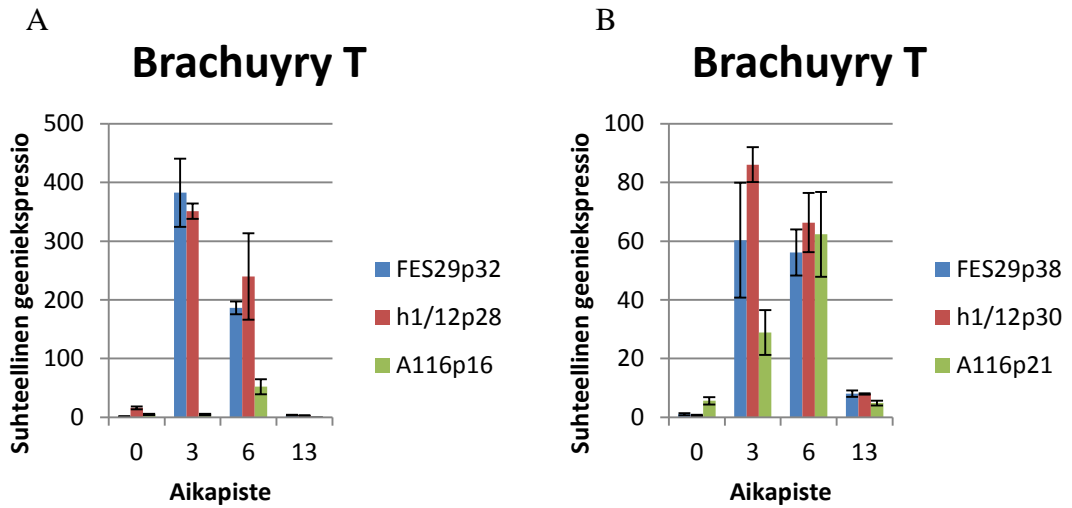 A
Brachuyry T
Suhteellinen geeniekspressio
500
400
300
200
100
0
0 3 6 13
Aikapiste
FES29p32
h1/12p28
A116p16
B
Brachuyry T
Suhteellinen geeniekspressio
100
80
60
40
20
0
0 3 6 13
Aikapiste
FES29p38
h1/12p30
A116p21